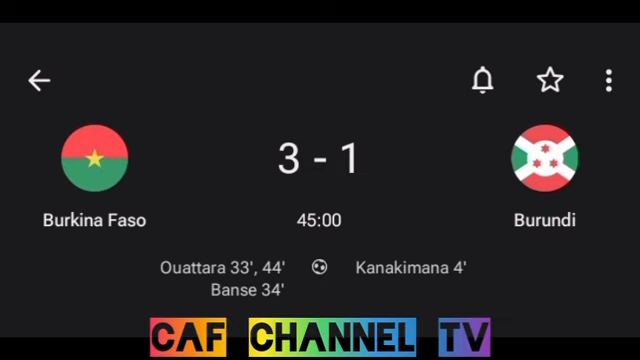 3 - 1
Burkina Faso 45:00 Burundi
Ouattara 33', 44' Kanakimana 4'
Banse 34'
CAF CHANNEL TV